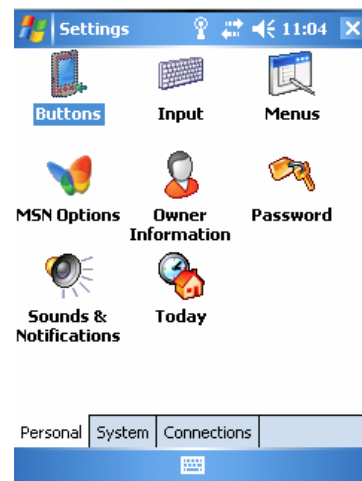 Settings 11:04
Buttons Input Menus
MSN Options Owner Information Password
Sounds & Notifications Today
Personal System Connections